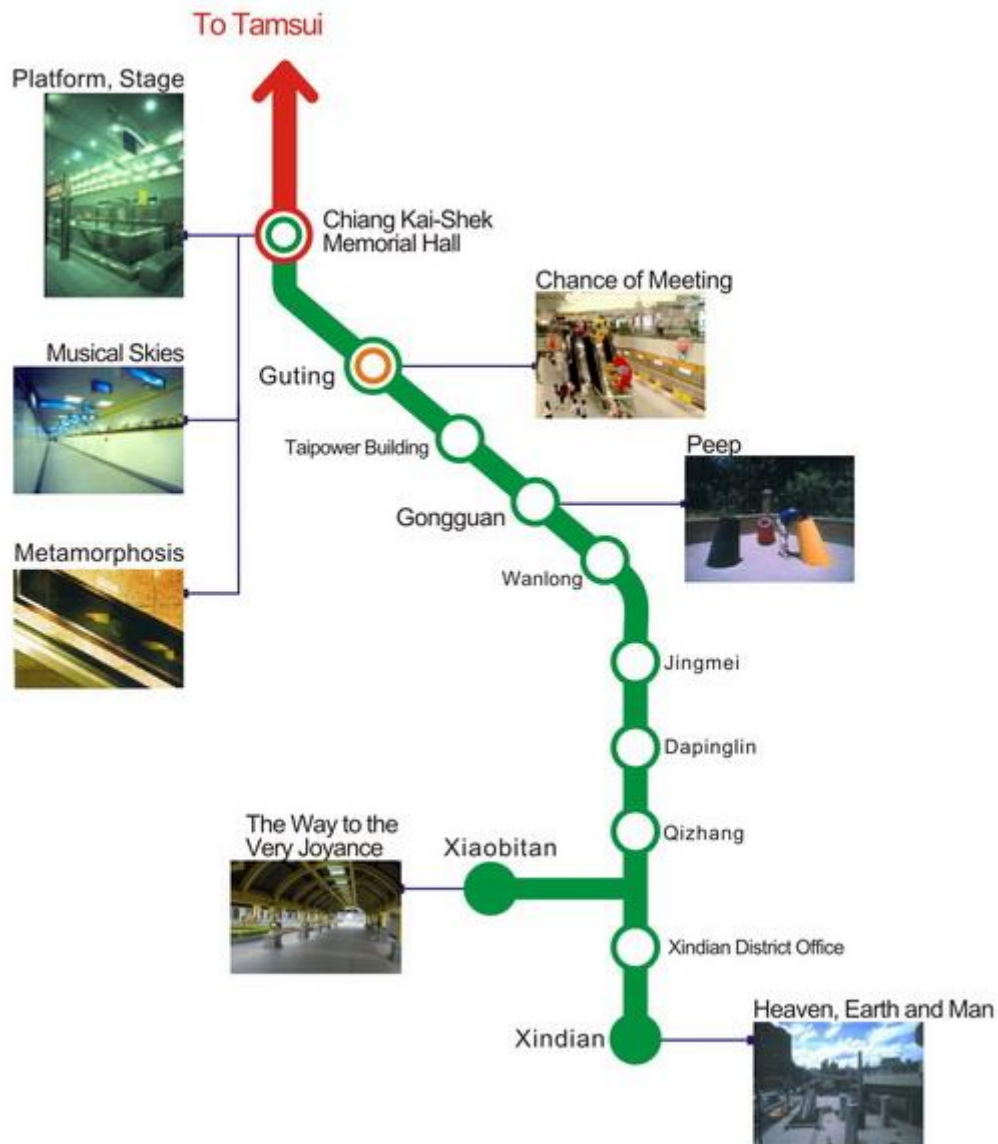 To Tamsui
Platform, Stage
Chiang Kai-Shek
Memorial Hall
Chance of Meeting
Musical Skies
Guting
Taipower Building
Peep
Gongguan
Metamorphosis
Wanlong
Jingmei
Dapinglin
The Way to the
Very Joyance
Xiaobitan
Qizhang
Xindian District Office
Heaven, Earth and Man
Xindian